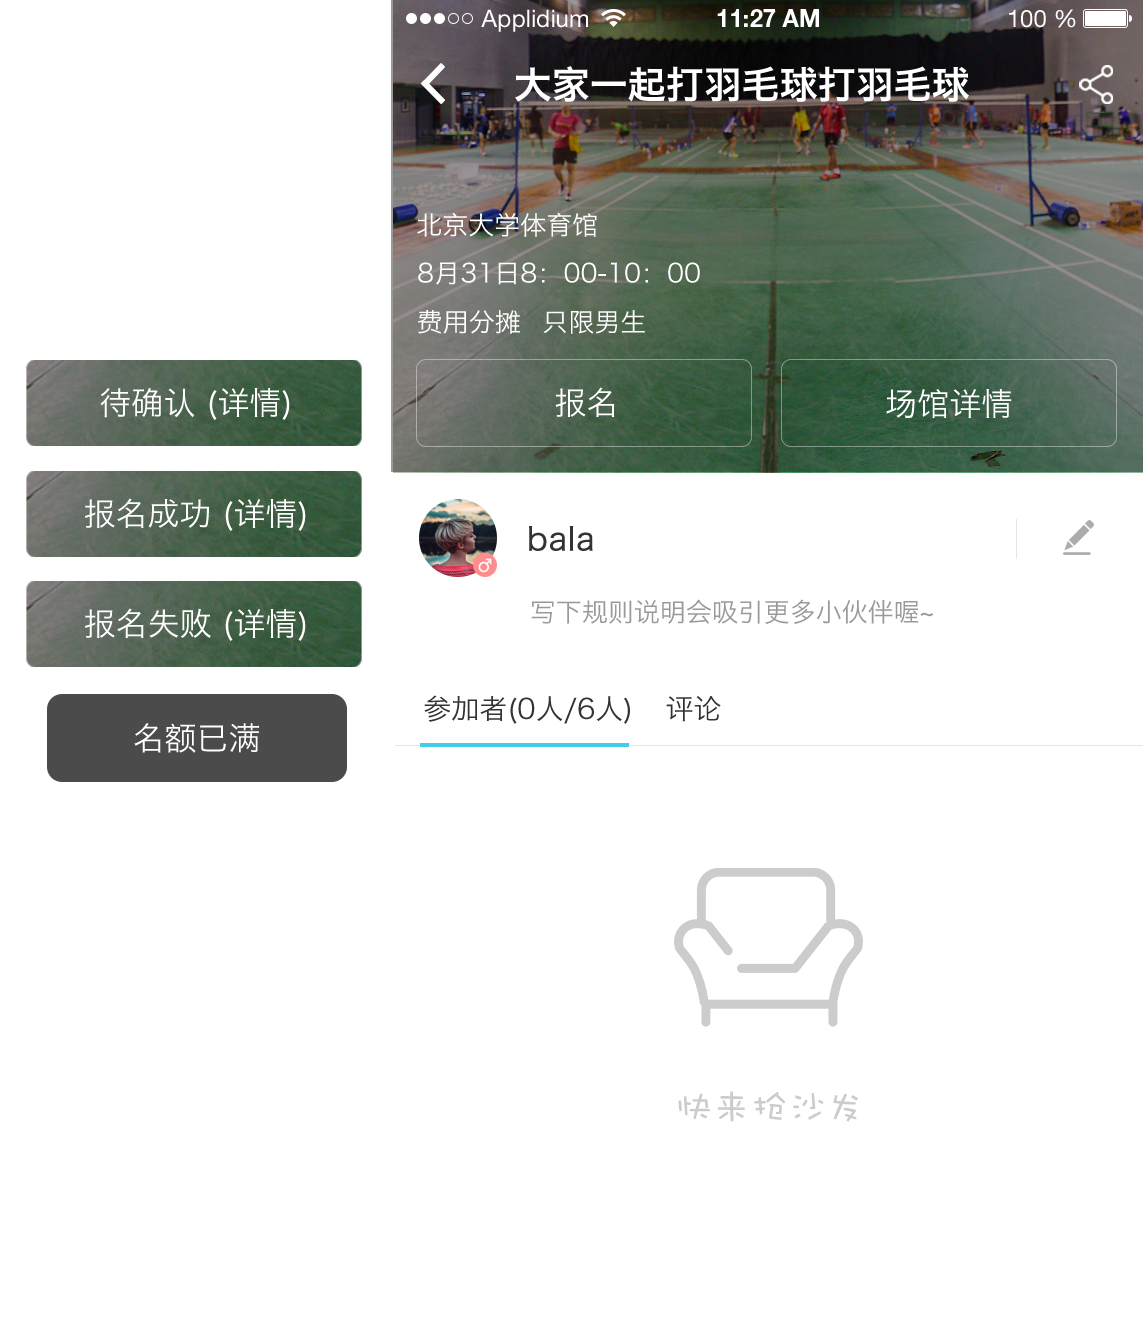 Applidium 11:27 AM 100 %
大家一起打羽毛球打羽毛球
北京大学体育馆
8月31日8：00-10：00
费用分摊 只限男生
报名 场馆详情
待确认 (详情)
报名成功 (详情)
报名失败 (详情)
名额已满
bala
写下规则说明会吸引更多小伙伴喔~
参加者(0人/6人) 评论
快来抢沙发